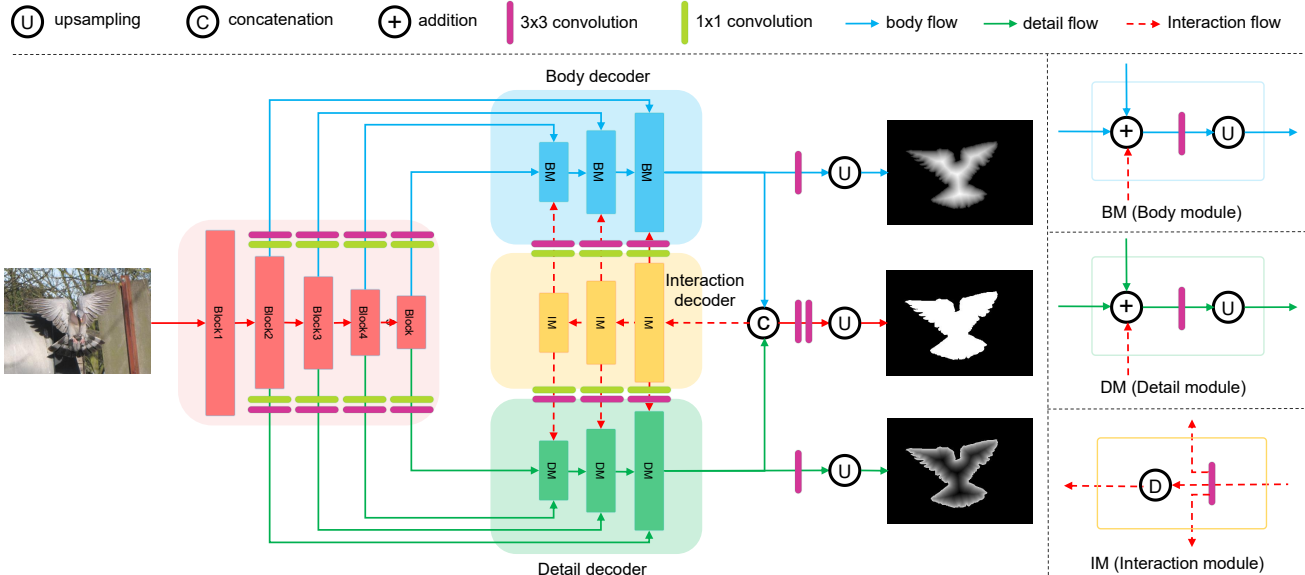 U upsampling
C concatenation
+ addition
3x3 convolution
1x1 convolution
body flow
detail flow
Interaction flow
Body decoder
BM
BM
BM
U
Block1
Block2
Block3
Block4
Block
Interaction
decoder
IM
IM
IM
C
U
DM
DM
DM
U
Detail decoder
+
U
BM (Body module)
+
U
DM (Detail module)
D
IM (Interaction module)